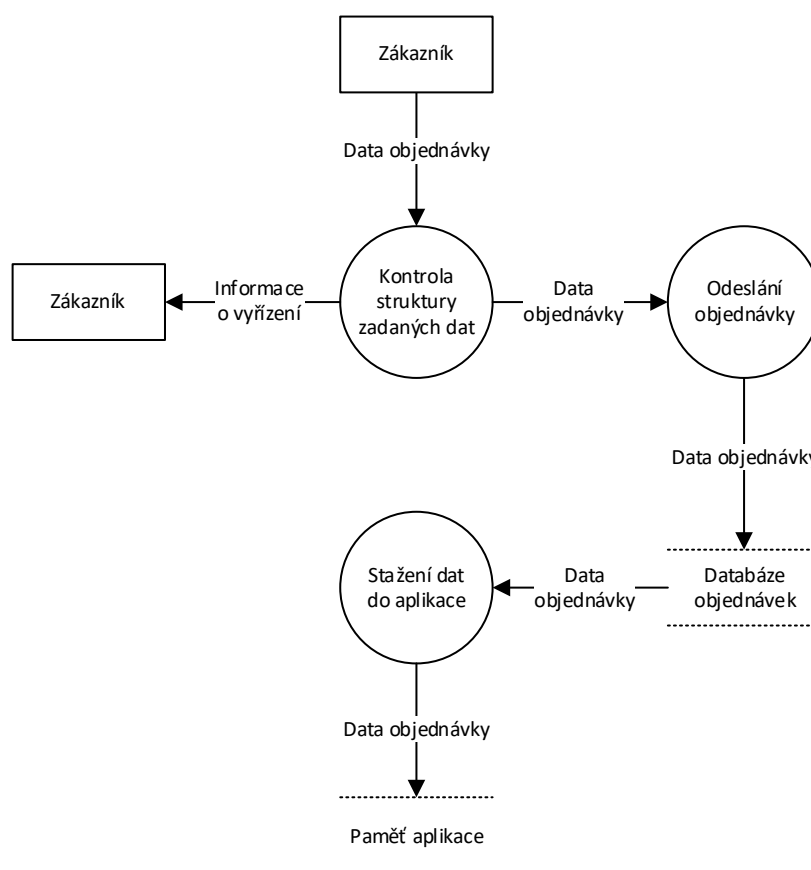 Zákazník
Data objednávky
Zákazník
Informace
o vyřízení
Kontrola
struktury
zadaných dat
Data
objednávky
Odeslání
objednávky
Data objednávky
Stažení dat
do aplikace
Data
objednávky
Databáze
objednávek
Data objednávky
Paměť aplikace